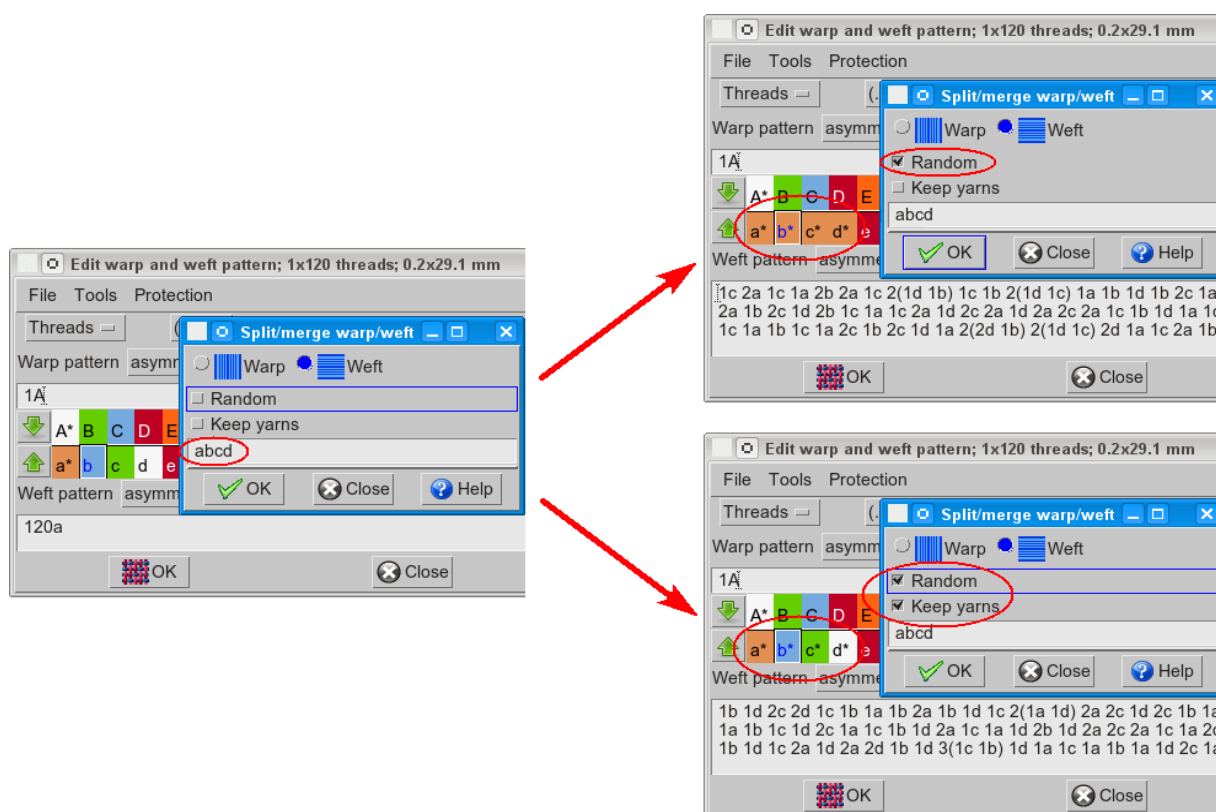 Edit warp and weft pattern; 1x120 threads; 0.2x29.1 mm
File Tools Protection
Threads
Split/merge warp/weft
Warp Weft
Warp pattern
Random
1A
Keep yarns
A* B C D E
abcd
a* b c d e
OK Close Help
Weft pattern
120a
OK Close
Edit warp and weft pattern; 1x120 threads; 0.2x29.1 mm
File Tools Protection
Threads (.
Split/merge warp/weft
Warp pattern asymm
Warp Weft
1A
Random
Keep yarns
A* B C D E
abcd
a* b* c* d* e
OK Close Help
Weft pattern asymme
1c 2a 1c 1a 2b 2a 1c 2(1d 1b) 1c 1b 2(1d 1c) 1a 1b 1d 1b 2c 1a
2a 1b 2c 1d 2b 1c 1a 1c 2a 1d 2c 2a 1d 2a 2c 2a 1c 1b 1d 1a
1c 1a 1b 1c 1a 2c 1b 2c 1d 1a 2(2d 1b) 2(1d 1c) 2d 1a 1c 2a 1b
OK Close
Edit warp and weft pattern; 1x120 threads; 0.2x29.1 mm
File Tools Protection
Threads (.
Split/merge warp/weft
Warp pattern asymm
Warp Weft
1A
Random
Keep yarns
A* B C D E
abcd
a* b* c* d* e
OK Close Help
Weft pattern asymme
1b 1d 2c 2d 1c 1b 1a 1b 2a 1b 1d 1c 2(1a 1d) 2a 2c 1d 2c 1b
1a 1b 1c 1d 2c 1a 1c 1b 1d 2a 1c 1a 1d 2b 1d 2a 2c 2a 1c 1a
1b 1d 1c 2a 1d 2a 2d 1b 1d 3(1c 1b) 1d 1a 1c 1a 1b 1a 1d 2c
OK Close